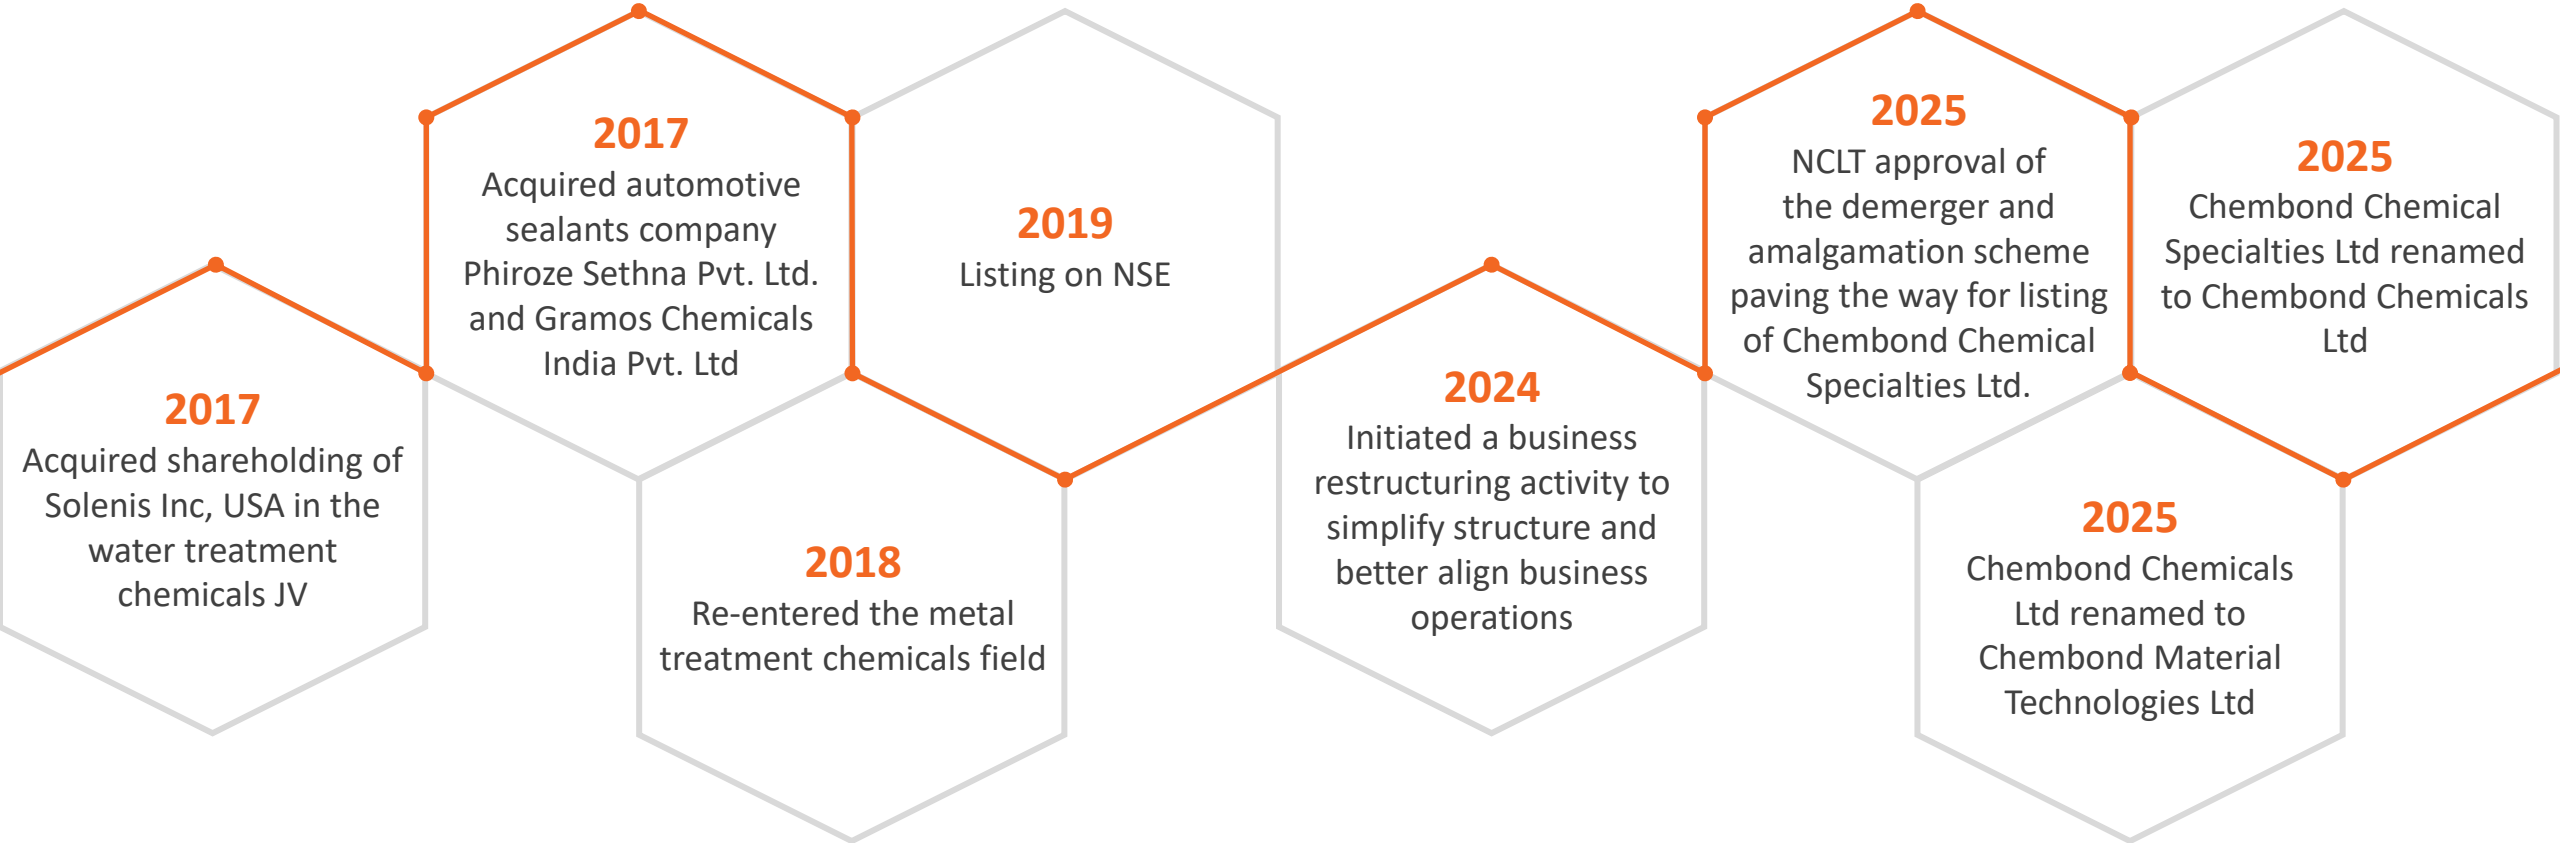 2017
Acquired shareholding of
Solenis Inc, USA in the
water treatment
chemicals JV
2017
Acquired automotive
sealants company
Phiroze Sethna Pvt. Ltd.
and Gramos Chemicals
India Pvt. Ltd
2018
Re-entered the metal
treatment chemicals field
2019
Listing on NSE
2024
Initiated a business
restructuring activity to
simplify structure and
better align business
operations
2025
NCLT approval of
the demerger and
amalgamation scheme
paving the way for listing
of Chembond Chemical
Specialties Ltd.
2025
Chembond Chemicals
Ltd renamed to
Chembond Material
Technologies Ltd
2025
Chembond Chemical
Specialties Ltd renamed
to Chembond Chemicals
Ltd